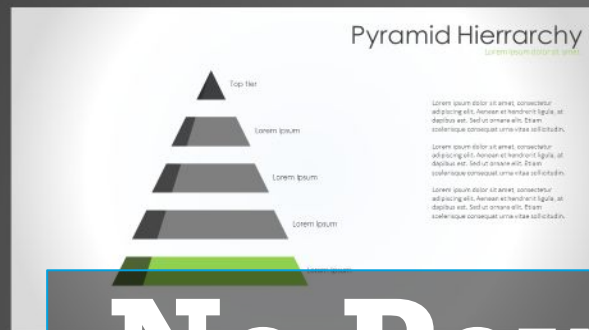 Pyramid Hierrarchy
Lorem ipsum dolor sit amet
Top tier
Lorem Ipsum
Lorem Ipsum
Lorem Ipsum
Lorem Ipsum
Lorem ipsum dolor sit amet, consectetur
adipiscing elit. Aenean et hendrerit ligula, at
dapibus est. Sed ut ornare elit. Etiam
scelerisque consequat urna vitae sollicitudin.
Lorem ipsum dolor sit amet, consectetur
adipiscing elit. Aenean et hendrerit ligula, at
dapibus est. Sed ut ornare elit. Etiam
scelerisque consequat urna vitae sollicitudin.
Lorem ipsum dolor sit amet, consectetur
adipiscing elit. Aenean et hendrerit ligula, at
dapibus est. Sed ut ornare elit. Etiam
scelerisque consequat urna vitae sollicitudin.
No